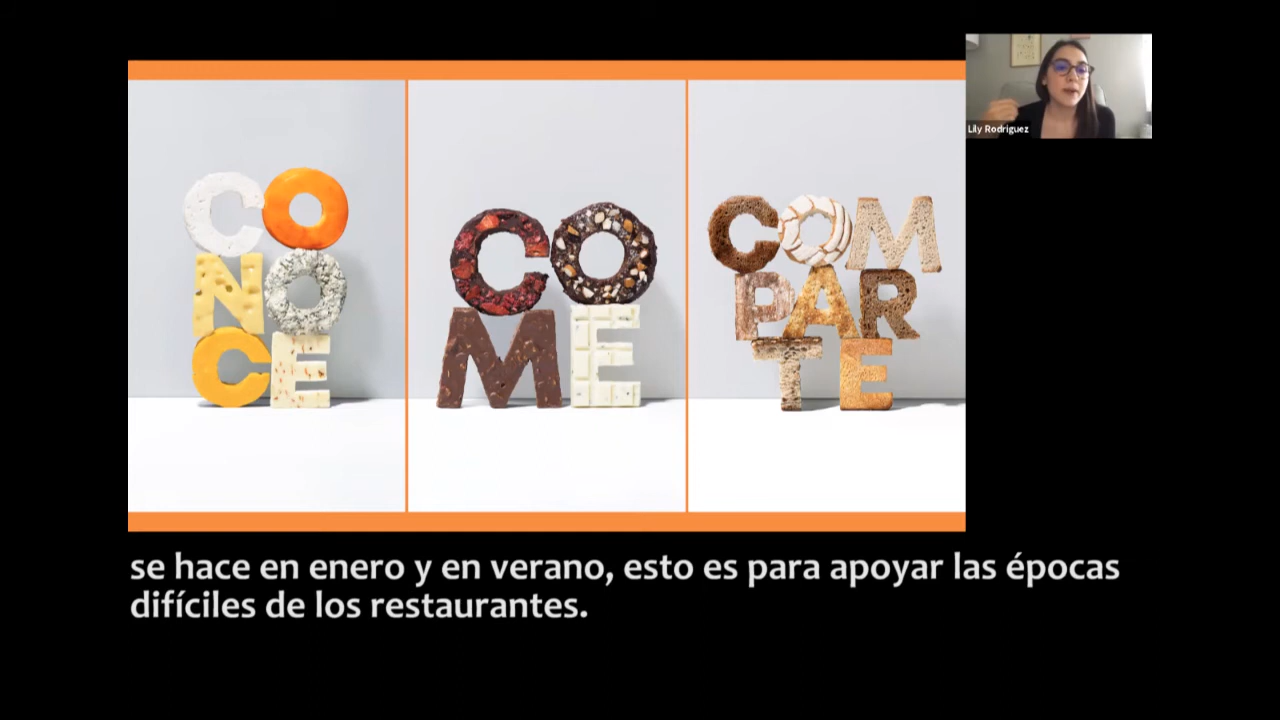 CO
NO
CE
CO
ME
COM
PAR
TE
Lily Rodriguez
se hace en enero y en verano, esto es para apoyar las épocas
difíciles de los restaurantes.